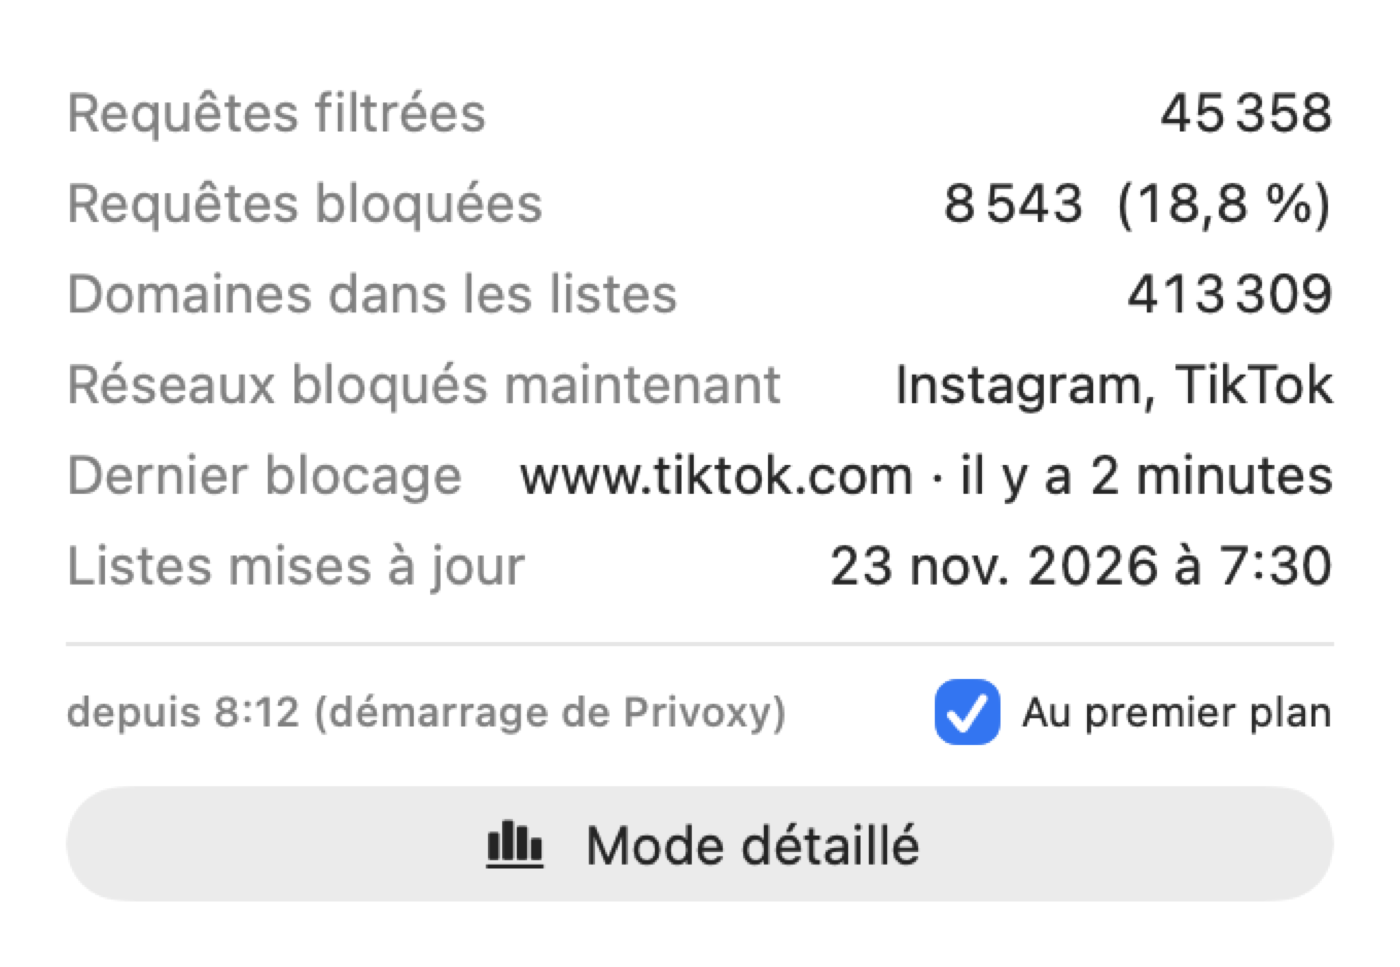 Requêtes filtrées 45 358
Requêtes bloquées 8 543 (18,8 %)
Domaines dans les listes 413 309
Réseaux bloqués maintenant Instagram, TikTok
Dernier blocage www.tiktok.com · il y a 2 minutes
Listes mises à jour 23 nov. 2026 à 7:30
depuis 8:12 (démarrage de Privoxy) Au premier plan
Mode détaillé